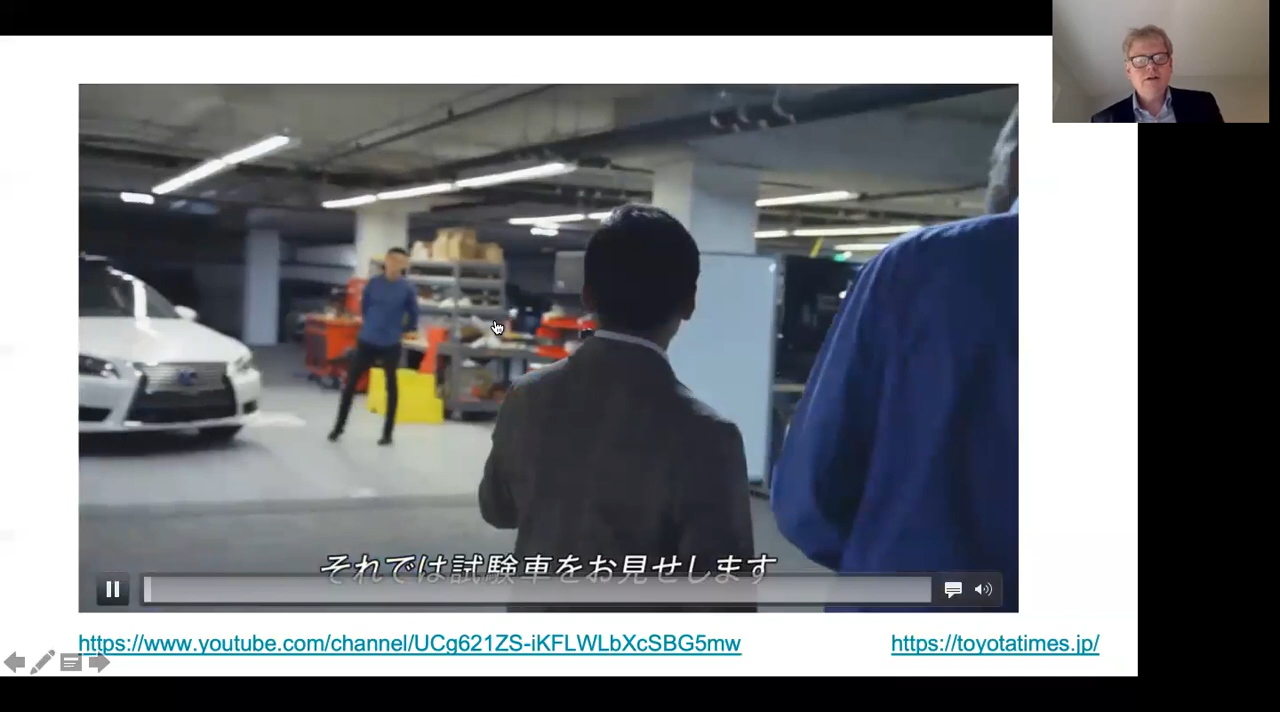 それでは試験車をお見せします
https://www.youtube.com/channel/UCg621ZS-iKFLWLbXcSBG5mw
https://toyotatimes.jp/